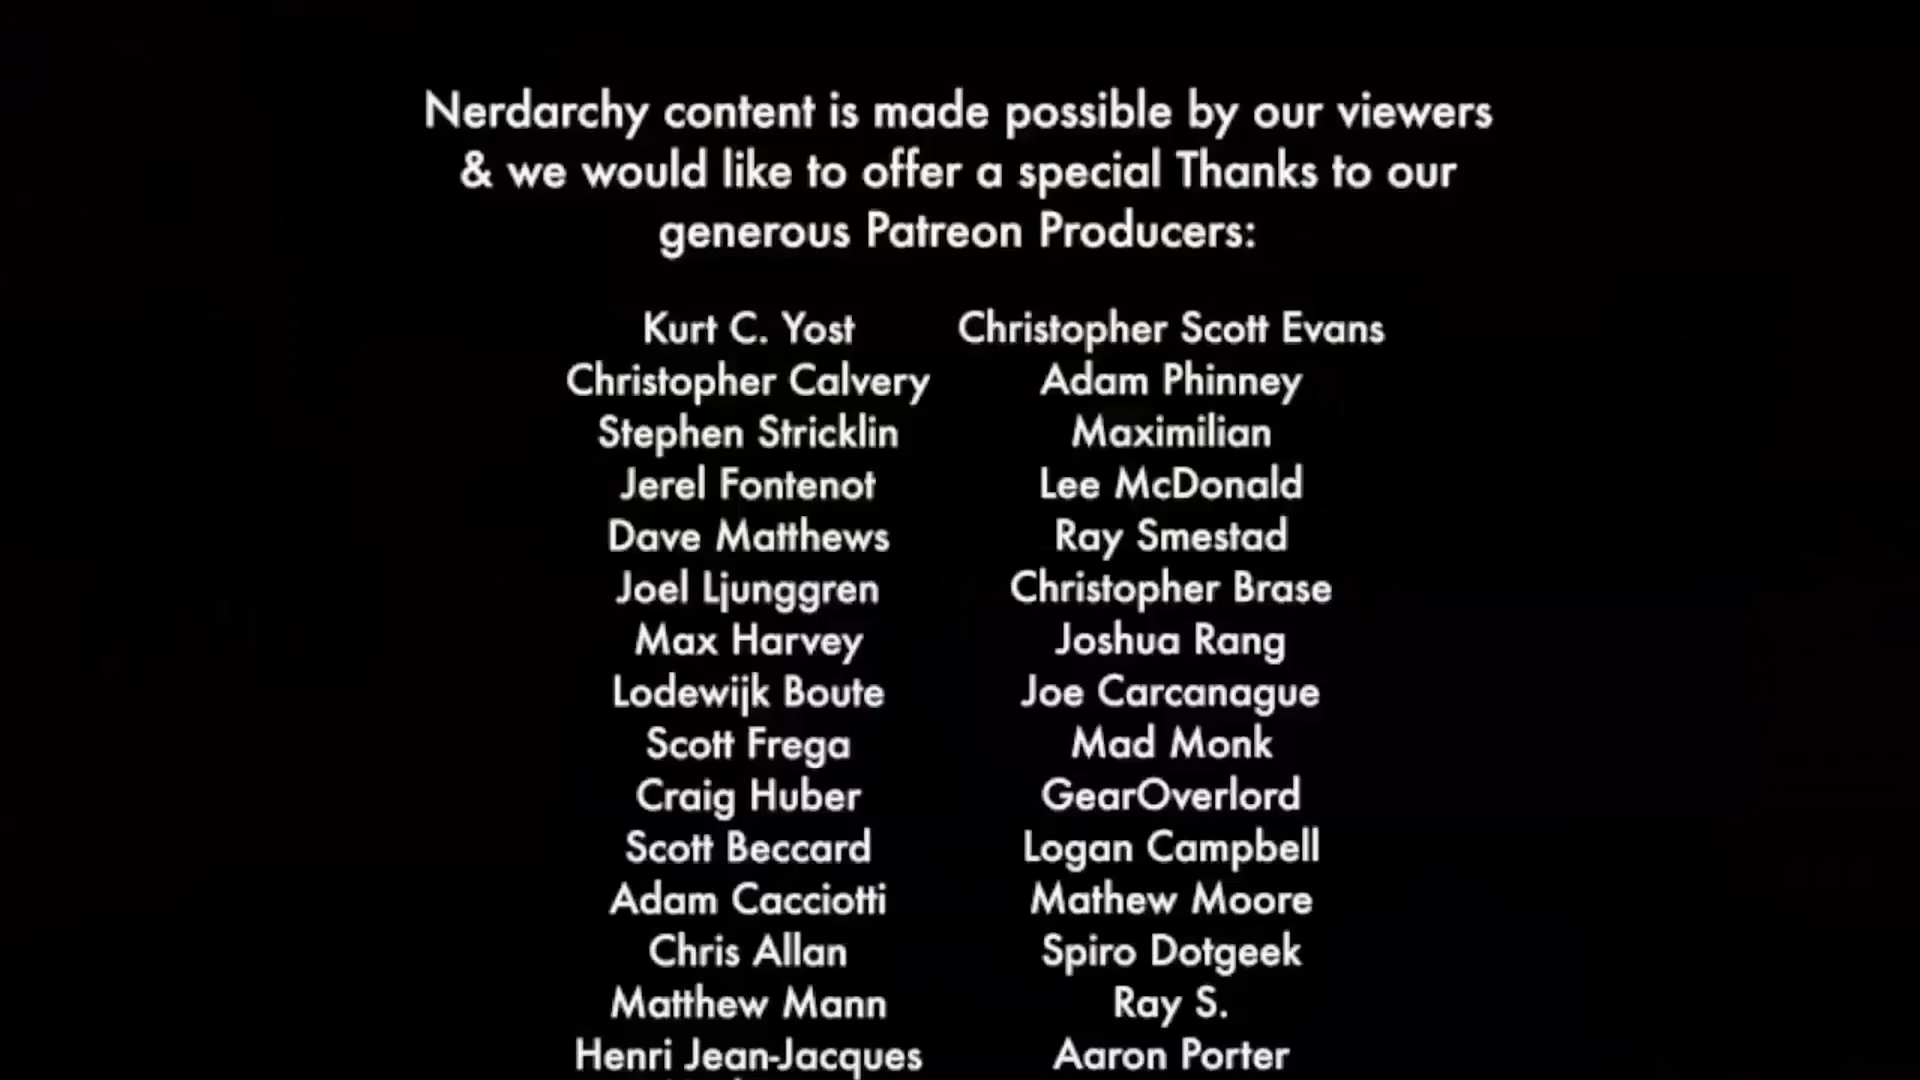 Nerdarchy content is made possible by our viewers
& we would like to offer a special Thanks to our
generous Patreon Producers:
Kurt C. Yost
Christopher Calvery
Stephen Stricklin
Jerel Fontenot
Dave Matthews
Joel Ljunggren
Max Harvey
Lodewijk Boute
Scott Frega
Craig Huber
Scott Beccard
Adam Cacciotti
Chris Allan
Matthew Mann
Henri Jean-Jacques
Christopher Scott Evans
Adam Phinney
Maximilian
Lee McDonald
Ray Smestad
Christopher Brase
Joshua Rang
Joe Carcanague
Mad Monk
GearOverlord
Logan Campbell
Mathew Moore
Spiro Dotgeek
Ray S.
Aaron Porter